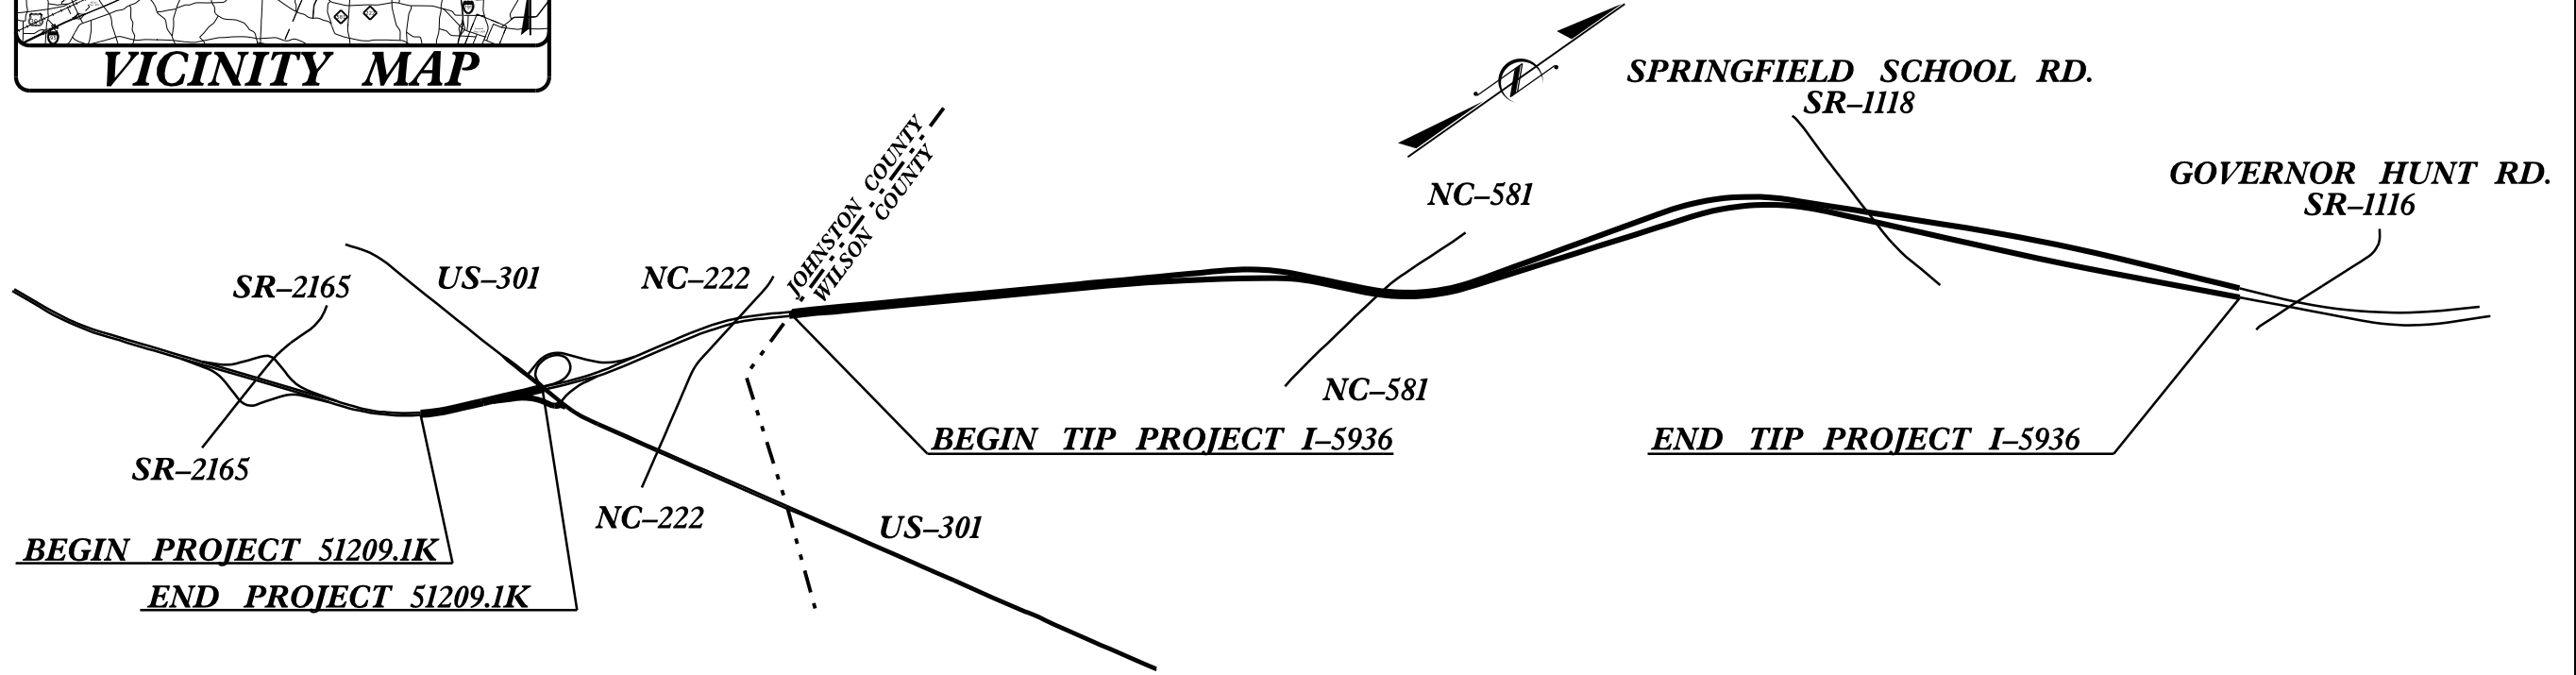 VICINITY MAP
SPRINGFIELD SCHOOL RD.
SR-1118
GOVERNOR HUNT RD.
SR-1116
JOHNSTON COUNTY
WILSON COUNTY
NC-581
SR-2165
US-301
NC-222
NC-581
BEGIN TIP PROJECT I-5936
END TIP PROJECT I-5936
SR-2165
NC-222
US-301
BEGIN PROJECT 51209.1K
END PROJECT 51209.1K